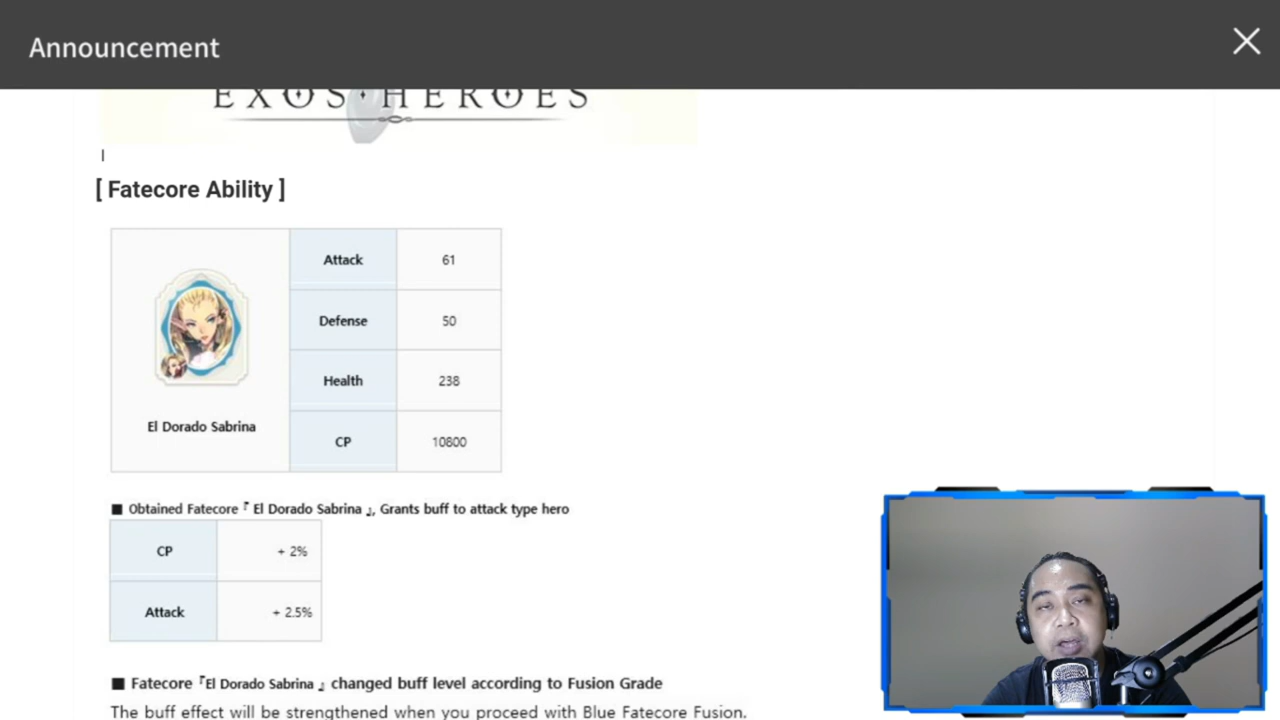 Announcement
EXOS HEROES
[ Fatecore Ability ]
Attack 61
Defense 50
Health 238
El Dorado Sabrina
CP 10800
■ Obtained Fatecore『 El Dorado Sabrina 』, Grants buff to attack type hero
CP + 2%
Attack + 2.5%
■ Fatecore『El Dorado Sabrina 』changed buff level according to Fusion Grade
The buff effect will be strengthened when you proceed with Blue Fatecore Fusion.